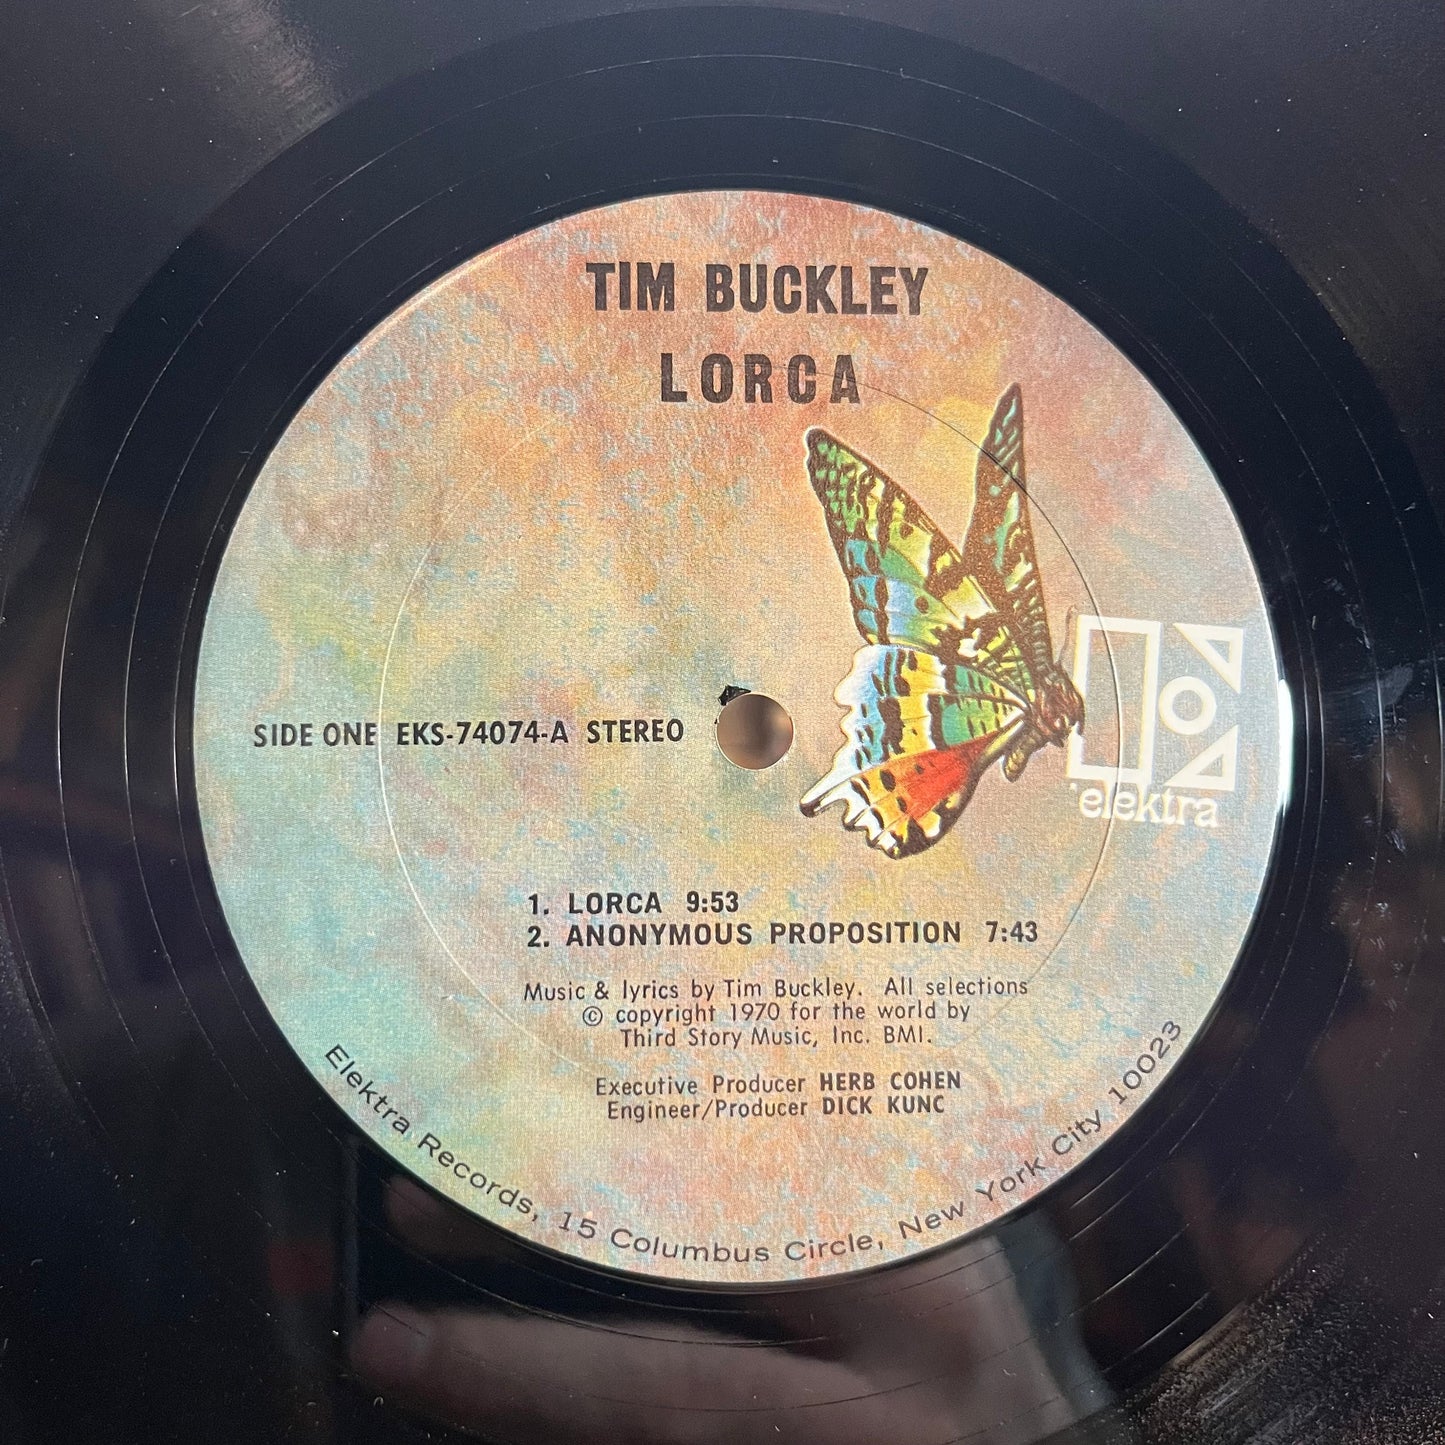 TIM BUCKLEY
LORCA
SIDE ONE EKS-74074-A STEREO
elektra
1. LORCA 9:53
2. ANONYMOUS PROPOSITION 7:43
Music & lyrics by Tim Buckley. All selections
© copyright 1970 for the world by
Third Story Music, Inc. BMI.
Executive Producer HERB COHEN
Engineer/Producer DICK KUNC
Elektra Records, 15 Columbus Circle, New York City 10023